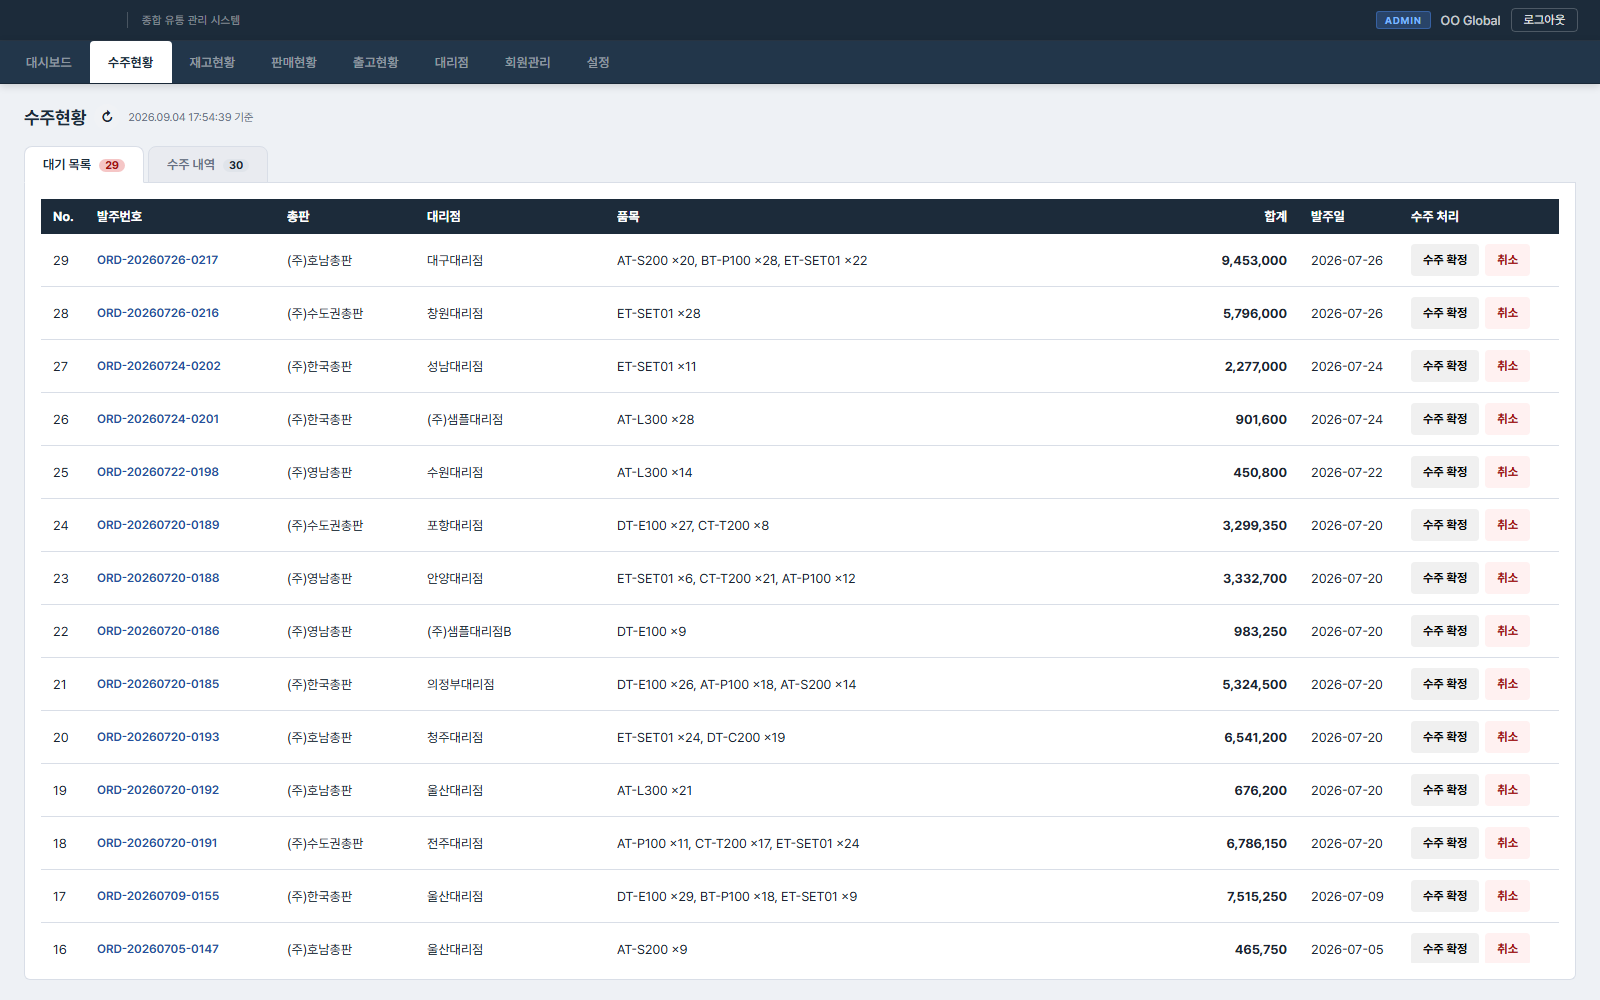 종합 유통 관리 시스템 ADMIN OO Global 로그아웃
대시보드 수주현황 재고현황 판매현황 출고현황 대리점 회원관리 설정
수주현황 2026.09.04 17:54:39 기준
대기 목록 29 수주 내역 30
No. 발주번호 총판 대리점 품목 합계 발주일 수주 처리
29 ORD-20260726-0217 (주)호남총판 대구대리점 AT-S200 ×20, BT-P100 ×28, ET-SET01 ×22 9,453,000 2026-07-26 수주 확정 취소
28 ORD-20260726-0216 (주)수도권총판 창원대리점 ET-SET01 ×28 5,796,000 2026-07-26 수주 확정 취소
27 ORD-20260724-0202 (주)한국총판 성남대리점 ET-SET01 ×11 2,277,000 2026-07-24 수주 확정 취소
26 ORD-20260724-0201 (주)한국총판 (주)샘플대리점 AT-L300 ×28 901,600 2026-07-24 수주 확정 취소
25 ORD-20260722-0198 (주)영남총판 수원대리점 AT-L300 ×14 450,800 2026-07-22 수주 확정 취소
24 ORD-20260720-0189 (주)수도권총판 포항대리점 DT-E100 ×27, CT-T200 ×8 3,299,350 2026-07-20 수주 확정 취소
23 ORD-20260720-0188 (주)영남총판 안양대리점 ET-SET01 ×6, CT-T200 ×21, AT-P100 ×12 3,332,700 2026-07-20 수주 확정 취소
22 ORD-20260720-0186 (주)영남총판 (주)샘플대리점B DT-E100 ×9 983,250 2026-07-20 수주 확정 취소
21 ORD-20260720-0185 (주)한국총판 의정부대리점 DT-E100 ×26, AT-P100 ×18, AT-S200 ×14 5,324,500 2026-07-20 수주 확정 취소
20 ORD-20260720-0193 (주)호남총판 청주대리점 ET-SET01 ×24, DT-C200 ×19 6,541,200 2026-07-20 수주 확정 취소
19 ORD-20260720-0192 (주)호남총판 울산대리점 AT-L300 ×21 676,200 2026-07-20 수주 확정 취소
18 ORD-20260720-0191 (주)수도권총판 전주대리점 AT-P100 ×11, CT-T200 ×17, ET-SET01 ×24 6,786,150 2026-07-20 수주 확정 취소
17 ORD-20260709-0155 (주)한국총판 울산대리점 DT-E100 ×29, BT-P100 ×18, ET-SET01 ×9 7,515,250 2026-07-09 수주 확정 취소
16 ORD-20260705-0147 (주)호남총판 울산대리점 AT-S200 ×9 465,750 2026-07-05 수주 확정 취소